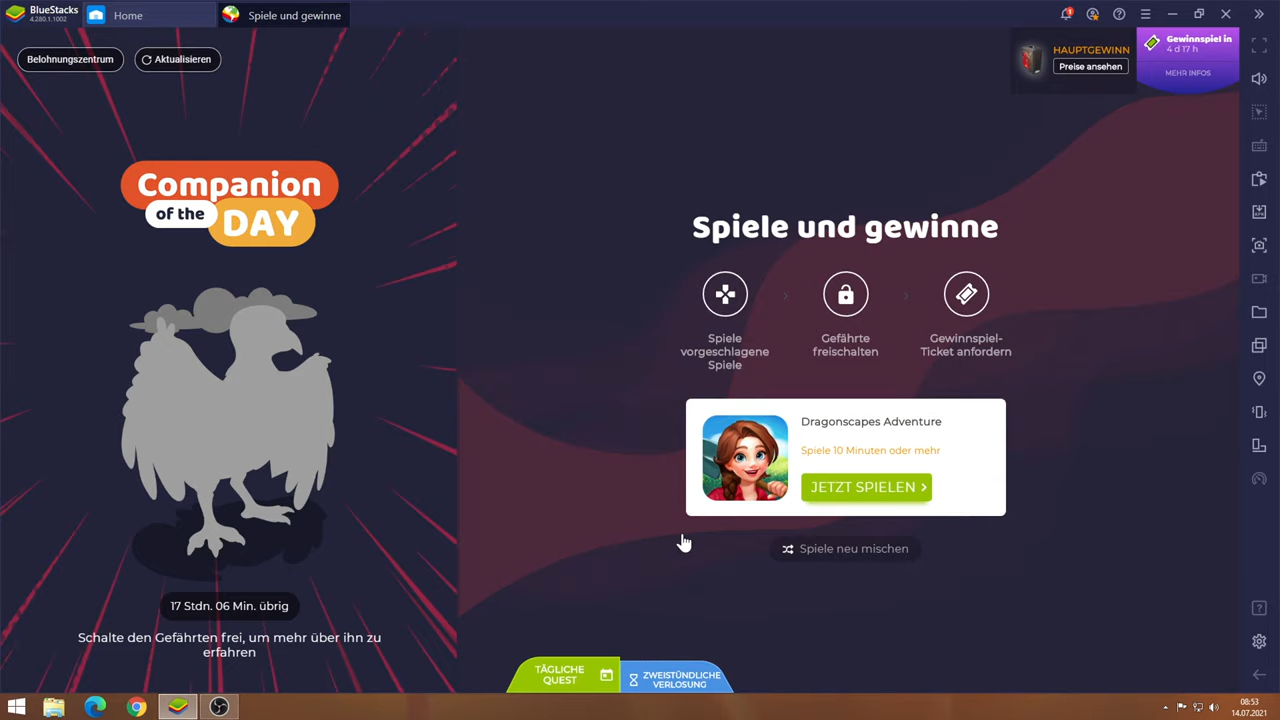 BlueStacks
4.280.1.1002
Home
Spiele und gewinne
Belohnungszentrum
Aktualisieren
HAUPTGEWINN
Preise ansehen
Gewinnspiel in
4 d 17 h
MEHR INFOS
Companion
of the
DAY
17 Stdn. 06 Min. übrig
Schalte den Gefährten frei, um mehr über ihn zu
erfahren
Spiele und gewinne
Spiele
vorgeschlagene
Spiele
Gefährte
freischalten
Gewinnspiel-
Ticket anfordern
Dragonscapes Adventure
Spiele 10 Minuten oder mehr
JETZT SPIELEN
Spiele neu mischen
TÄGLICHE
QUEST
ZWEISTÜNDLICHE
VERLOSUNG
08:53
14.07.2021